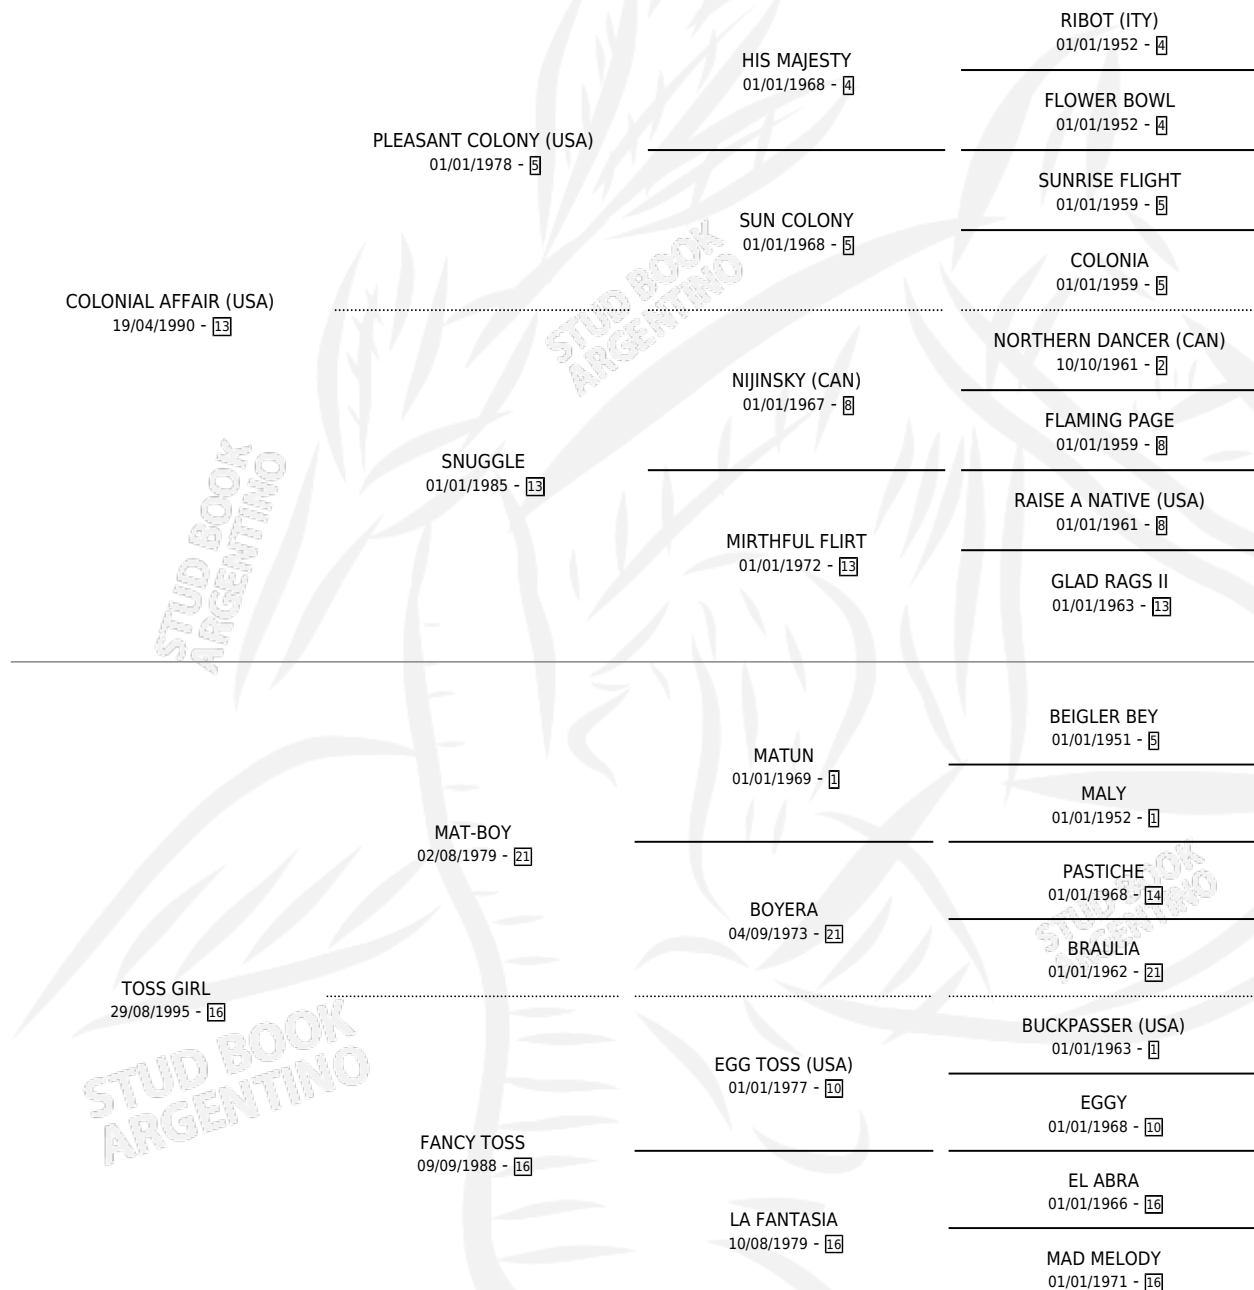 RIBOT (ITY)
01/01/1952 - 4
HIS MAJESTY
01/01/1968 - 4
FLOWER BOWL
01/01/1952 - 4
PLEASANT COLONY (USA)
01/01/1978 - 5
SUNRISE FLIGHT
01/01/1959 - 5
SUN COLONY
01/01/1968 - 5
COLONIA
01/01/1959 - 5
COLONIAL AFFAIR (USA)
19/04/1990 - 13
NORTHERN DANCER (CAN)
10/10/1961 - 2
NIJINSKY (CAN)
01/01/1967 - 8
FLAMING PAGE
01/01/1959 - 8
SNUGGLE
01/01/1985 - 13
RAISE A NATIVE (USA)
01/01/1961 - 8
MIRTHFUL FLIRT
01/01/1972 - 13
GLAD RAGS II
01/01/1963 - 13
STUD BOOK
ARGENTINO
STUD BOOK
ARGENTINO
BEIGLER BEY
01/01/1951 - 5
MATUN
01/01/1969 - 1
MALY
01/01/1952 - 1
MAT-BOY
02/08/1979 - 21
PASTICHE
01/01/1968 - 14
BOYERA
04/09/1973 - 21
BRAULIA
01/01/1962 - 21
TOSS GIRL
29/08/1995 - 16
BUCKPASSER (USA)
01/01/1963 - 1
EGG TOSS (USA)
01/01/1977 - 10
EGGY
01/01/1968 - 10
FANCY TOSS
09/09/1988 - 16
EL ABRA
01/01/1966 - 16
LA FANTASIA
10/08/1979 - 16
MAD MELODY
01/01/1971 - 16
STUD BOOK
ARGENTINO
STUD BOOK
ARGENTINO